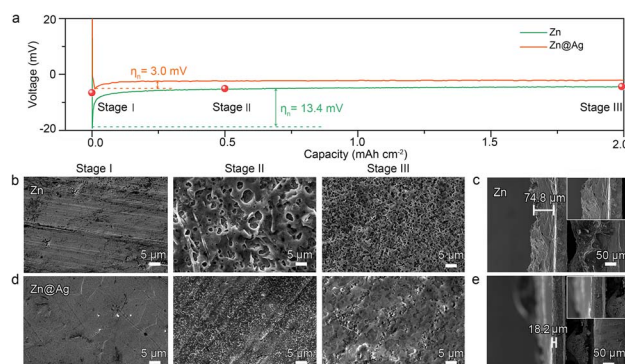 a
20
0
-20
Voltage (mV)
Zn
Zn@Ag
ηn = 3.0 mV
ηn = 13.4 mV
Stage I
Stage II
Stage III
0.0
0.5
1.0
1.5
2.0
Capacity (mAh cm-2)
Stage I
Stage II
Stage III
b
Zn
5 μm
5 μm
5 μm
c
Zn
74.8 μm
50 μm
d
Zn@Ag
5 μm
5 μm
5 μm
e
18.2 μm
50 μm